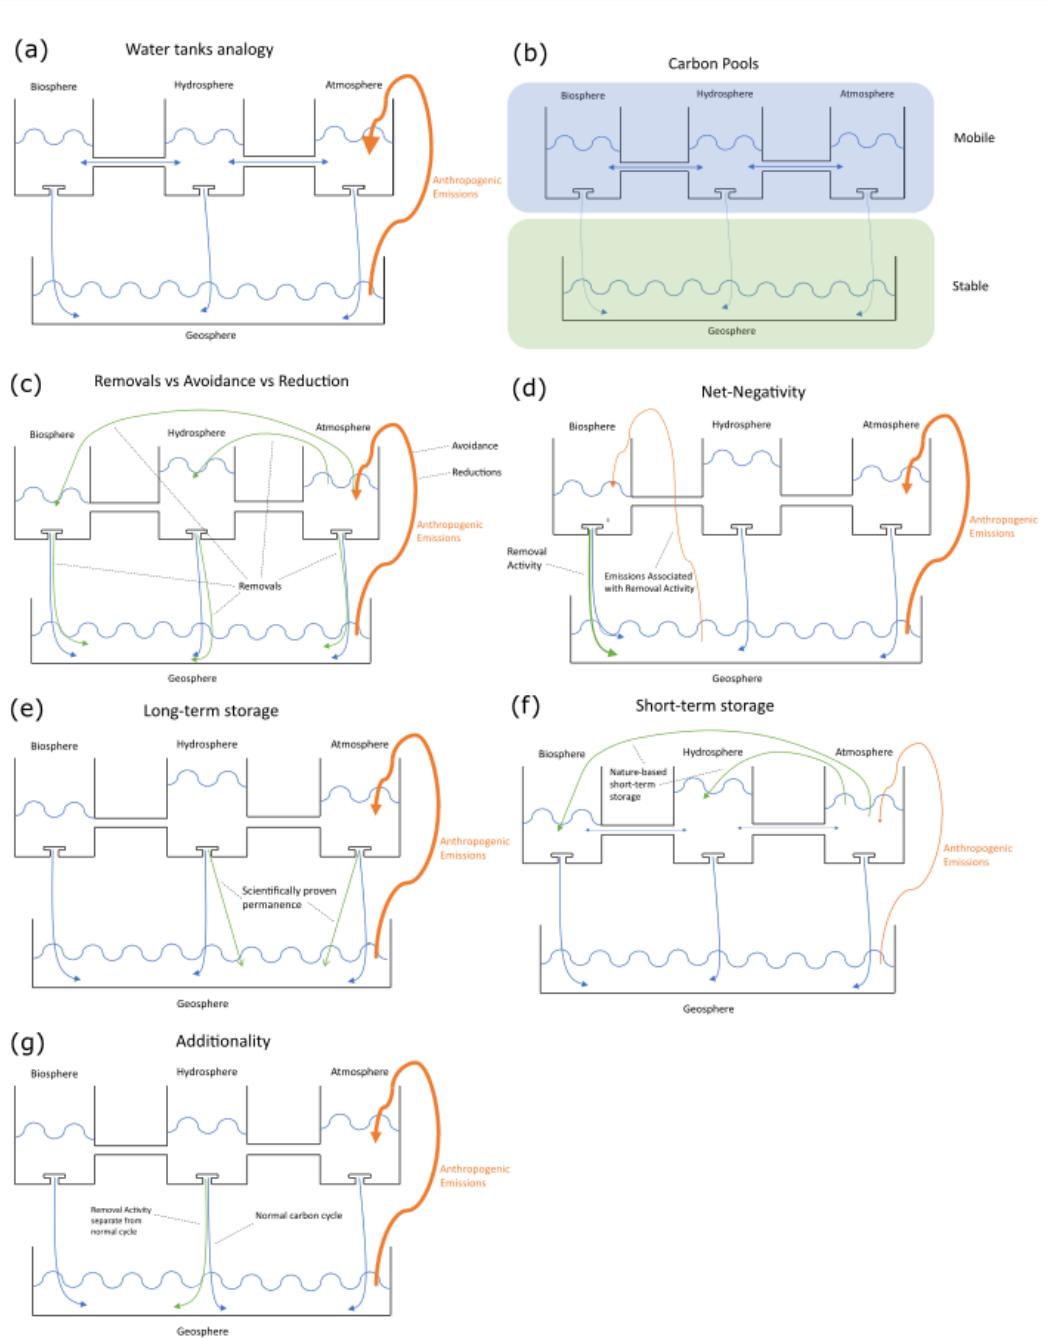 (a)
Water tanks analogy
Biosphere
Hydrosphere
Atmosphere
Anthropogenic
Emissions
Geosphere
(b)
Carbon Pools
Biosphere
Hydrosphere
Atmosphere
Mobile
Stable
Geosphere
(c)
Removals vs Avoidance vs Reduction
Biosphere
Hydrosphere
Atmosphere
Avoidance
Reductions
Anthropogenic
Emissions
Removals
Geosphere
(d)
Net-Negativity
Biosphere
Hydrosphere
Atmosphere
Anthropogenic
Emissions
Removal
Activity
Emissions Associated
with Removal Activity
Geosphere
(e)
Long-term storage
Biosphere
Hydrosphere
Atmosphere
Anthropogenic
Emissions
Scientifically proven
permanence
Geosphere
(f)
Short-term storage
Biosphere
Hydrosphere
Atmosphere
Nature-based
short-term
storage
Anthropogenic
Emissions
Geosphere
(g)
Additionality
Biosphere
Hydrosphere
Atmosphere
Anthropogenic
Emissions
Removal Activity
separate from
normal cycle
Normal carbon cycle
Geosphere